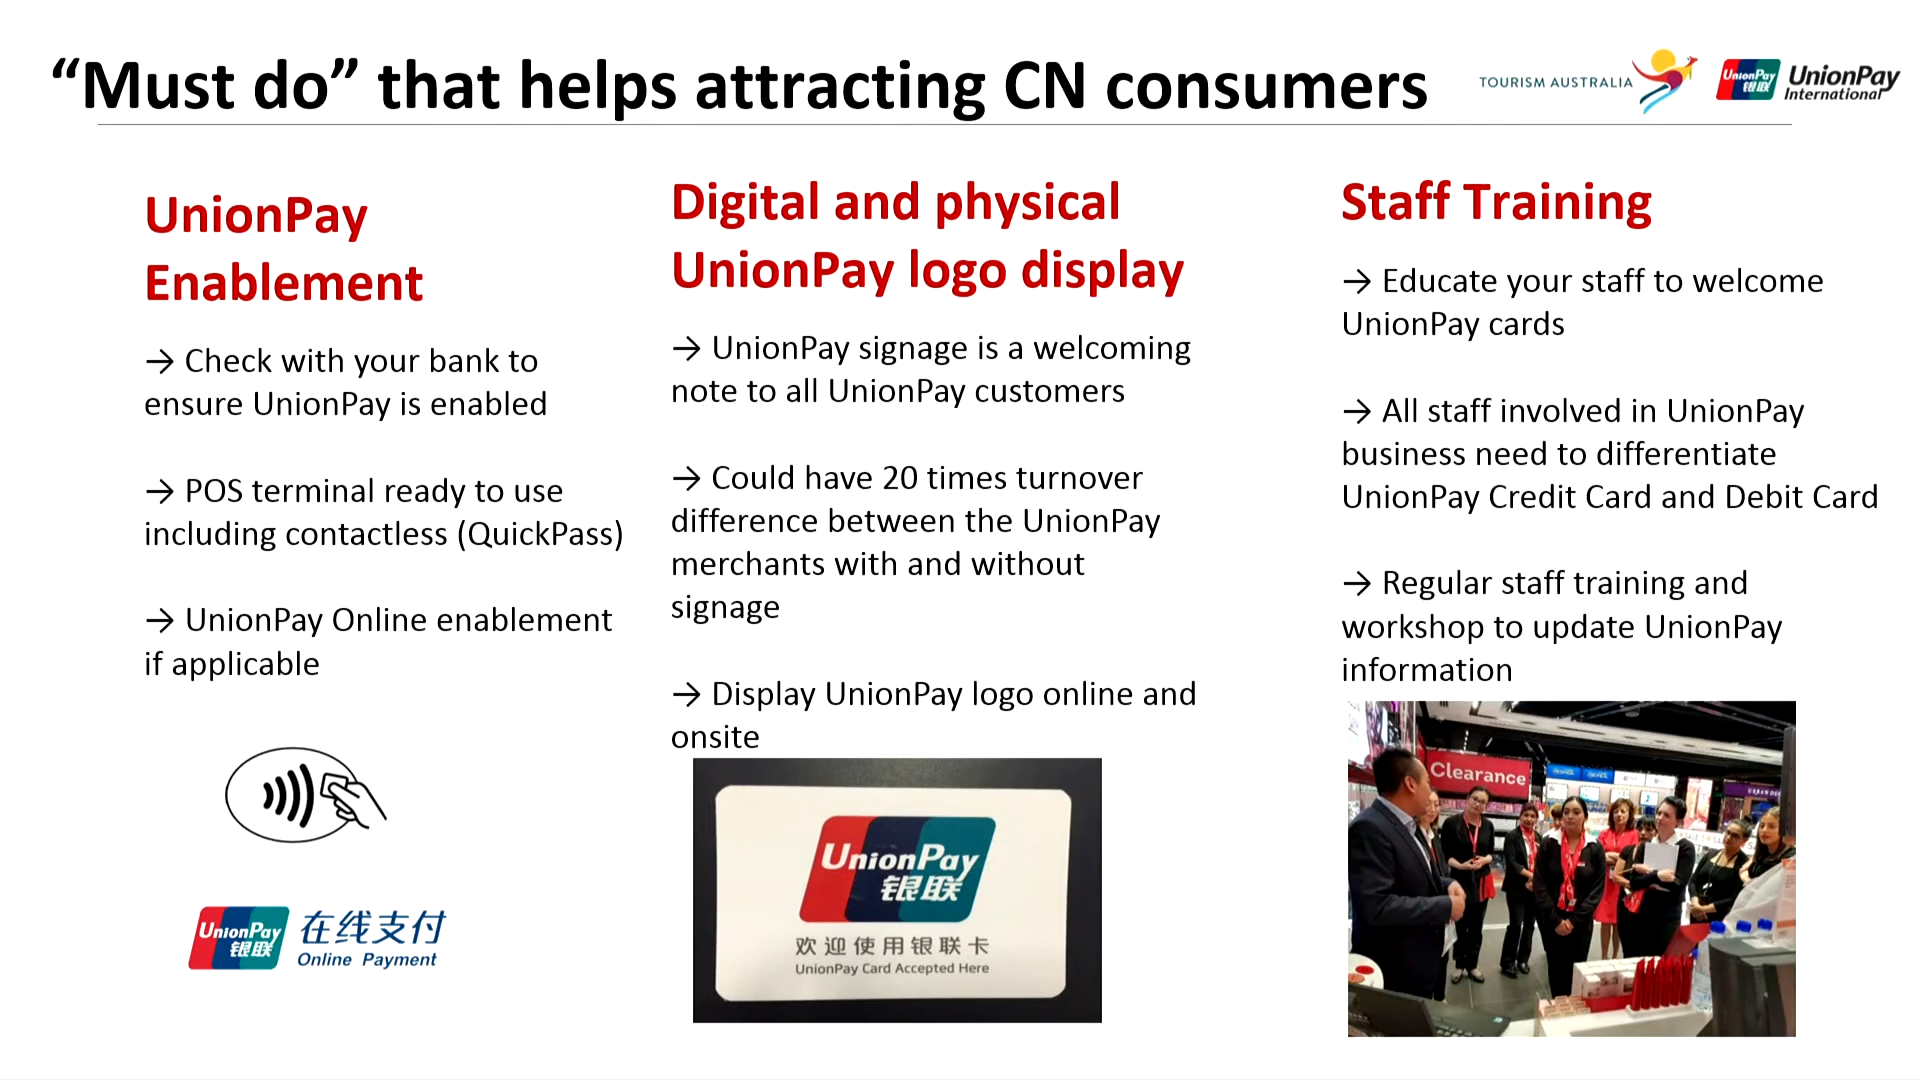 “Must do” that helps attracting CN consumers
TOURISM AUSTRALIA
UnionPay
银联
UnionPay
International
UnionPay
Enablement
→ Check with your bank to
ensure UnionPay is enabled
→ POS terminal ready to use
including contactless (QuickPass)
→ UnionPay Online enablement
if applicable
UnionPay
银联
在线支付
Online Payment
Digital and physical
UnionPay logo display
→ UnionPay signage is a welcoming
note to all UnionPay customers
→ Could have 20 times turnover
difference between the UnionPay
merchants with and without
signage
→ Display UnionPay logo online and
onsite
UnionPay
银联
欢迎使用银联卡
UnionPay Card Accepted Here
Staff Training
→ Educate your staff to welcome
UnionPay cards
→ All staff involved in UnionPay
business need to differentiate
UnionPay Credit Card and Debit Card
→ Regular staff training and
workshop to update UnionPay
information
Clearance